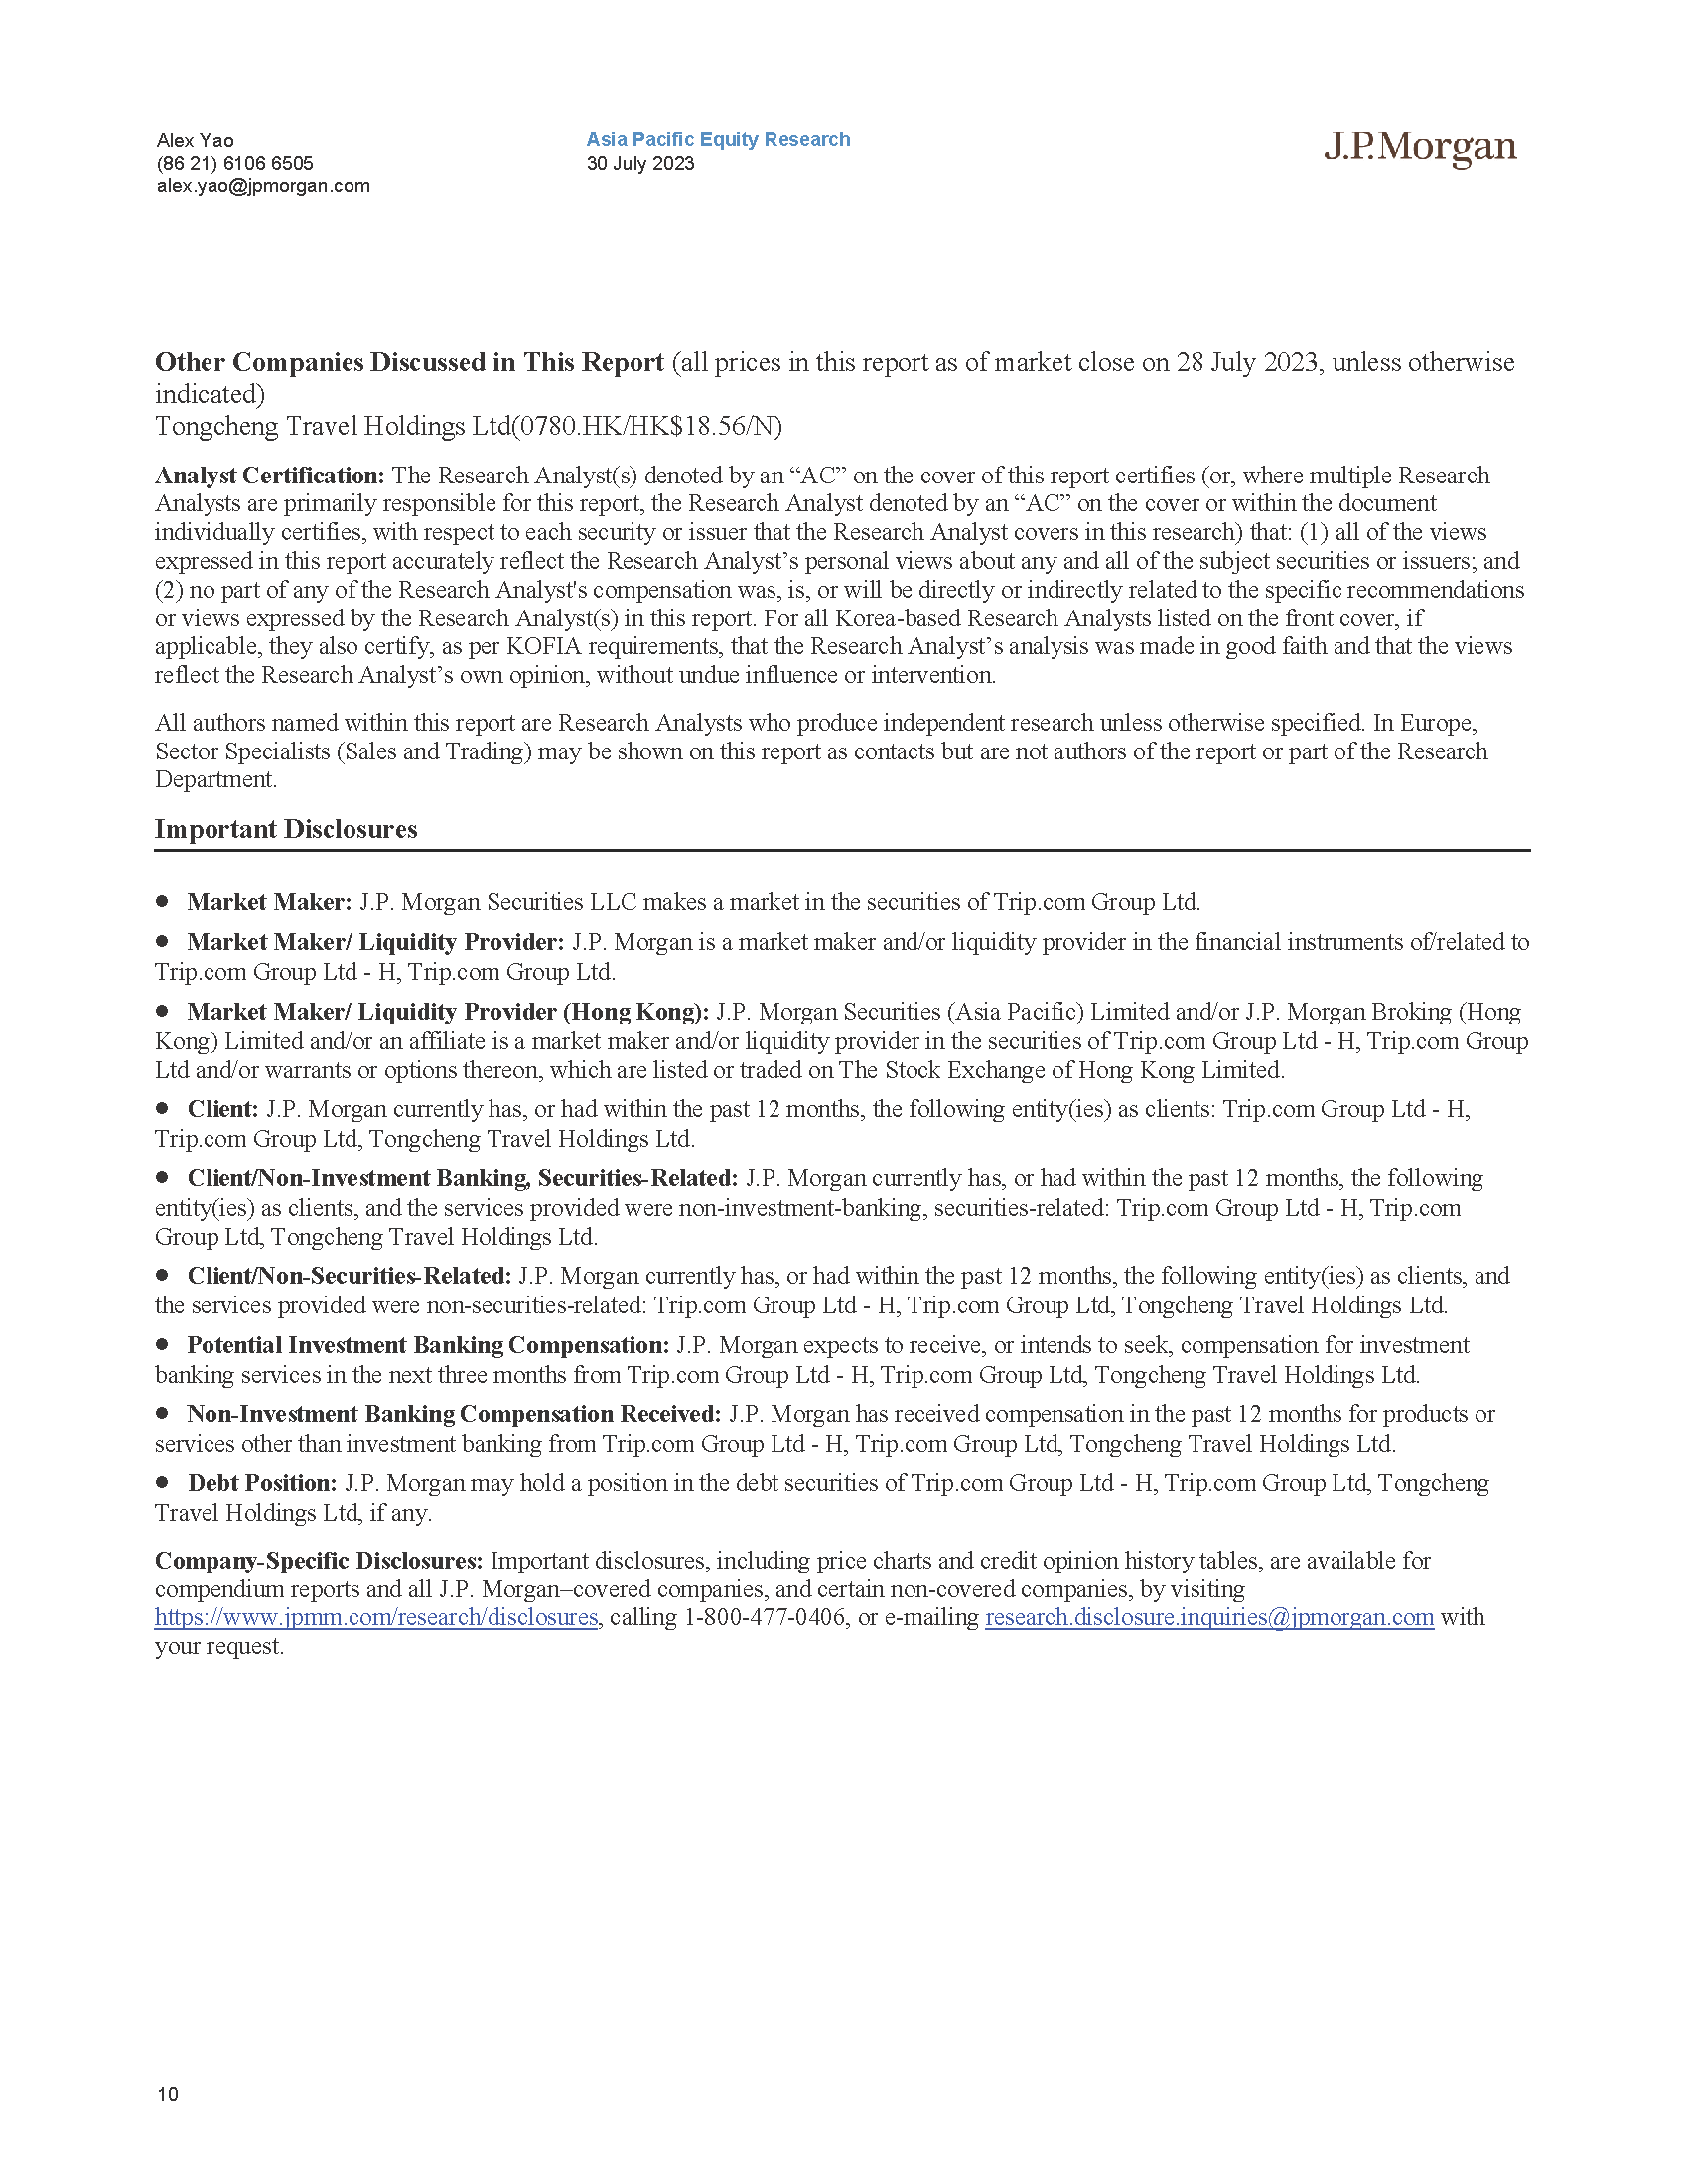 Alex Yao
(86 21) 6106 6505
alex.yao@jpmorgan.com
Asia Pacific Equity Research
30 July 2023
J.P.Morgan
Other Companies Discussed in This Report (all prices in this report as of market close on 28 July 2023, unless otherwise
indicated)
Tongcheng Travel Holdings Ltd(0780.HK/HK$18.56/N)
Analyst Certification: The Research Analyst(s) denoted by an “AC” on the cover of this report certifies (or, where multiple Research
Analysts are primarily responsible for this report, the Research Analyst denoted by an “AC” on the cover or within the document
individually certifies, with respect to each security or issuer that the Research Analyst covers in this research) that: (1) all of the views
expressed in this report accurately reflect the Research Analyst’s personal views about any and all of the subject securities or issuers; and
(2) no part of any of the Research Analyst's compensation was, is, or will be directly or indirectly related to the specific recommendations
or views expressed by the Research Analyst(s) in this report. For all Korea-based Research Analysts listed on the front cover, if
applicable, they also certify, as per KOFIA requirements, that the Research Analyst’s analysis was made in good faith and that the views
reflect the Research Analyst’s own opinion, without undue influence or intervention.
All authors named within this report are Research Analysts who produce independent research unless otherwise specified. In Europe,
Sector Specialists (Sales and Trading) may be shown on this report as contacts but are not authors of the report or part of the Research
Department.
Important Disclosures
● Market Maker: J.P. Morgan Securities LLC makes a market in the securities of Trip.com Group Ltd.
● Market Maker/ Liquidity Provider: J.P. Morgan is a market maker and/or liquidity provider in the financial instruments of/related to
Trip.com Group Ltd - H, Trip.com Group Ltd.
● Market Maker/ Liquidity Provider (Hong Kong): J.P. Morgan Securities (Asia Pacific) Limited and/or J.P. Morgan Broking (Hong
Kong) Limited and/or an affiliate is a market maker and/or liquidity provider in the securities of Trip.com Group Ltd - H, Trip.com Group
Ltd and/or warrants or options thereon, which are listed or traded on The Stock Exchange of Hong Kong Limited.
● Client: J.P. Morgan currently has, or had within the past 12 months, the following entity(ies) as clients: Trip.com Group Ltd - H,
Trip.com Group Ltd, Tongcheng Travel Holdings Ltd.
● Client/Non-Investment Banking, Securities-Related: J.P. Morgan currently has, or had within the past 12 months, the following
entity(ies) as clients, and the services provided were non-investment-banking, securities-related: Trip.com Group Ltd - H, Trip.com
Group Ltd, Tongcheng Travel Holdings Ltd.
● Client/Non-Securities-Related: J.P. Morgan currently has, or had within the past 12 months, the following entity(ies) as clients, and
the services provided were non-securities-related: Trip.com Group Ltd - H, Trip.com Group Ltd, Tongcheng Travel Holdings Ltd.
● Potential Investment Banking Compensation: J.P. Morgan expects to receive, or intends to seek, compensation for investment
banking services in the next three months from Trip.com Group Ltd - H, Trip.com Group Ltd, Tongcheng Travel Holdings Ltd.
● Non-Investment Banking Compensation Received: J.P. Morgan has received compensation in the past 12 months for products or
services other than investment banking from Trip.com Group Ltd - H, Trip.com Group Ltd, Tongcheng Travel Holdings Ltd.
● Debt Position: J.P. Morgan may hold a position in the debt securities of Trip.com Group Ltd - H, Trip.com Group Ltd, Tongcheng
Travel Holdings Ltd, if any.
Company-Specific Disclosures: Important disclosures, including price charts and credit opinion history tables, are available for
compendium reports and all J.P. Morgan–covered companies, and certain non-covered companies, by visiting
https://www.jpmm.com/research/disclosures, calling 1-800-477-0406, or e-mailing research.disclosure.inquiries@jpmorgan.com with
your request.
10